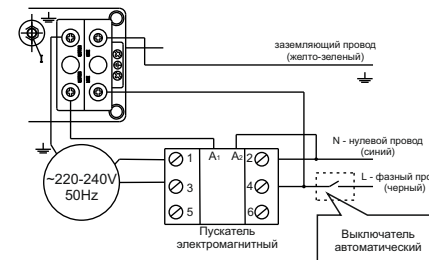 заземляющий провод
(желто-зеленый)
N - нулевой провод
(синий)
L - фазный про
(черный)
1 A1 A2 2
3 4
5 6
~220-240V
50Hz
Пускатель
электромагнитный
Выключатель
автоматический